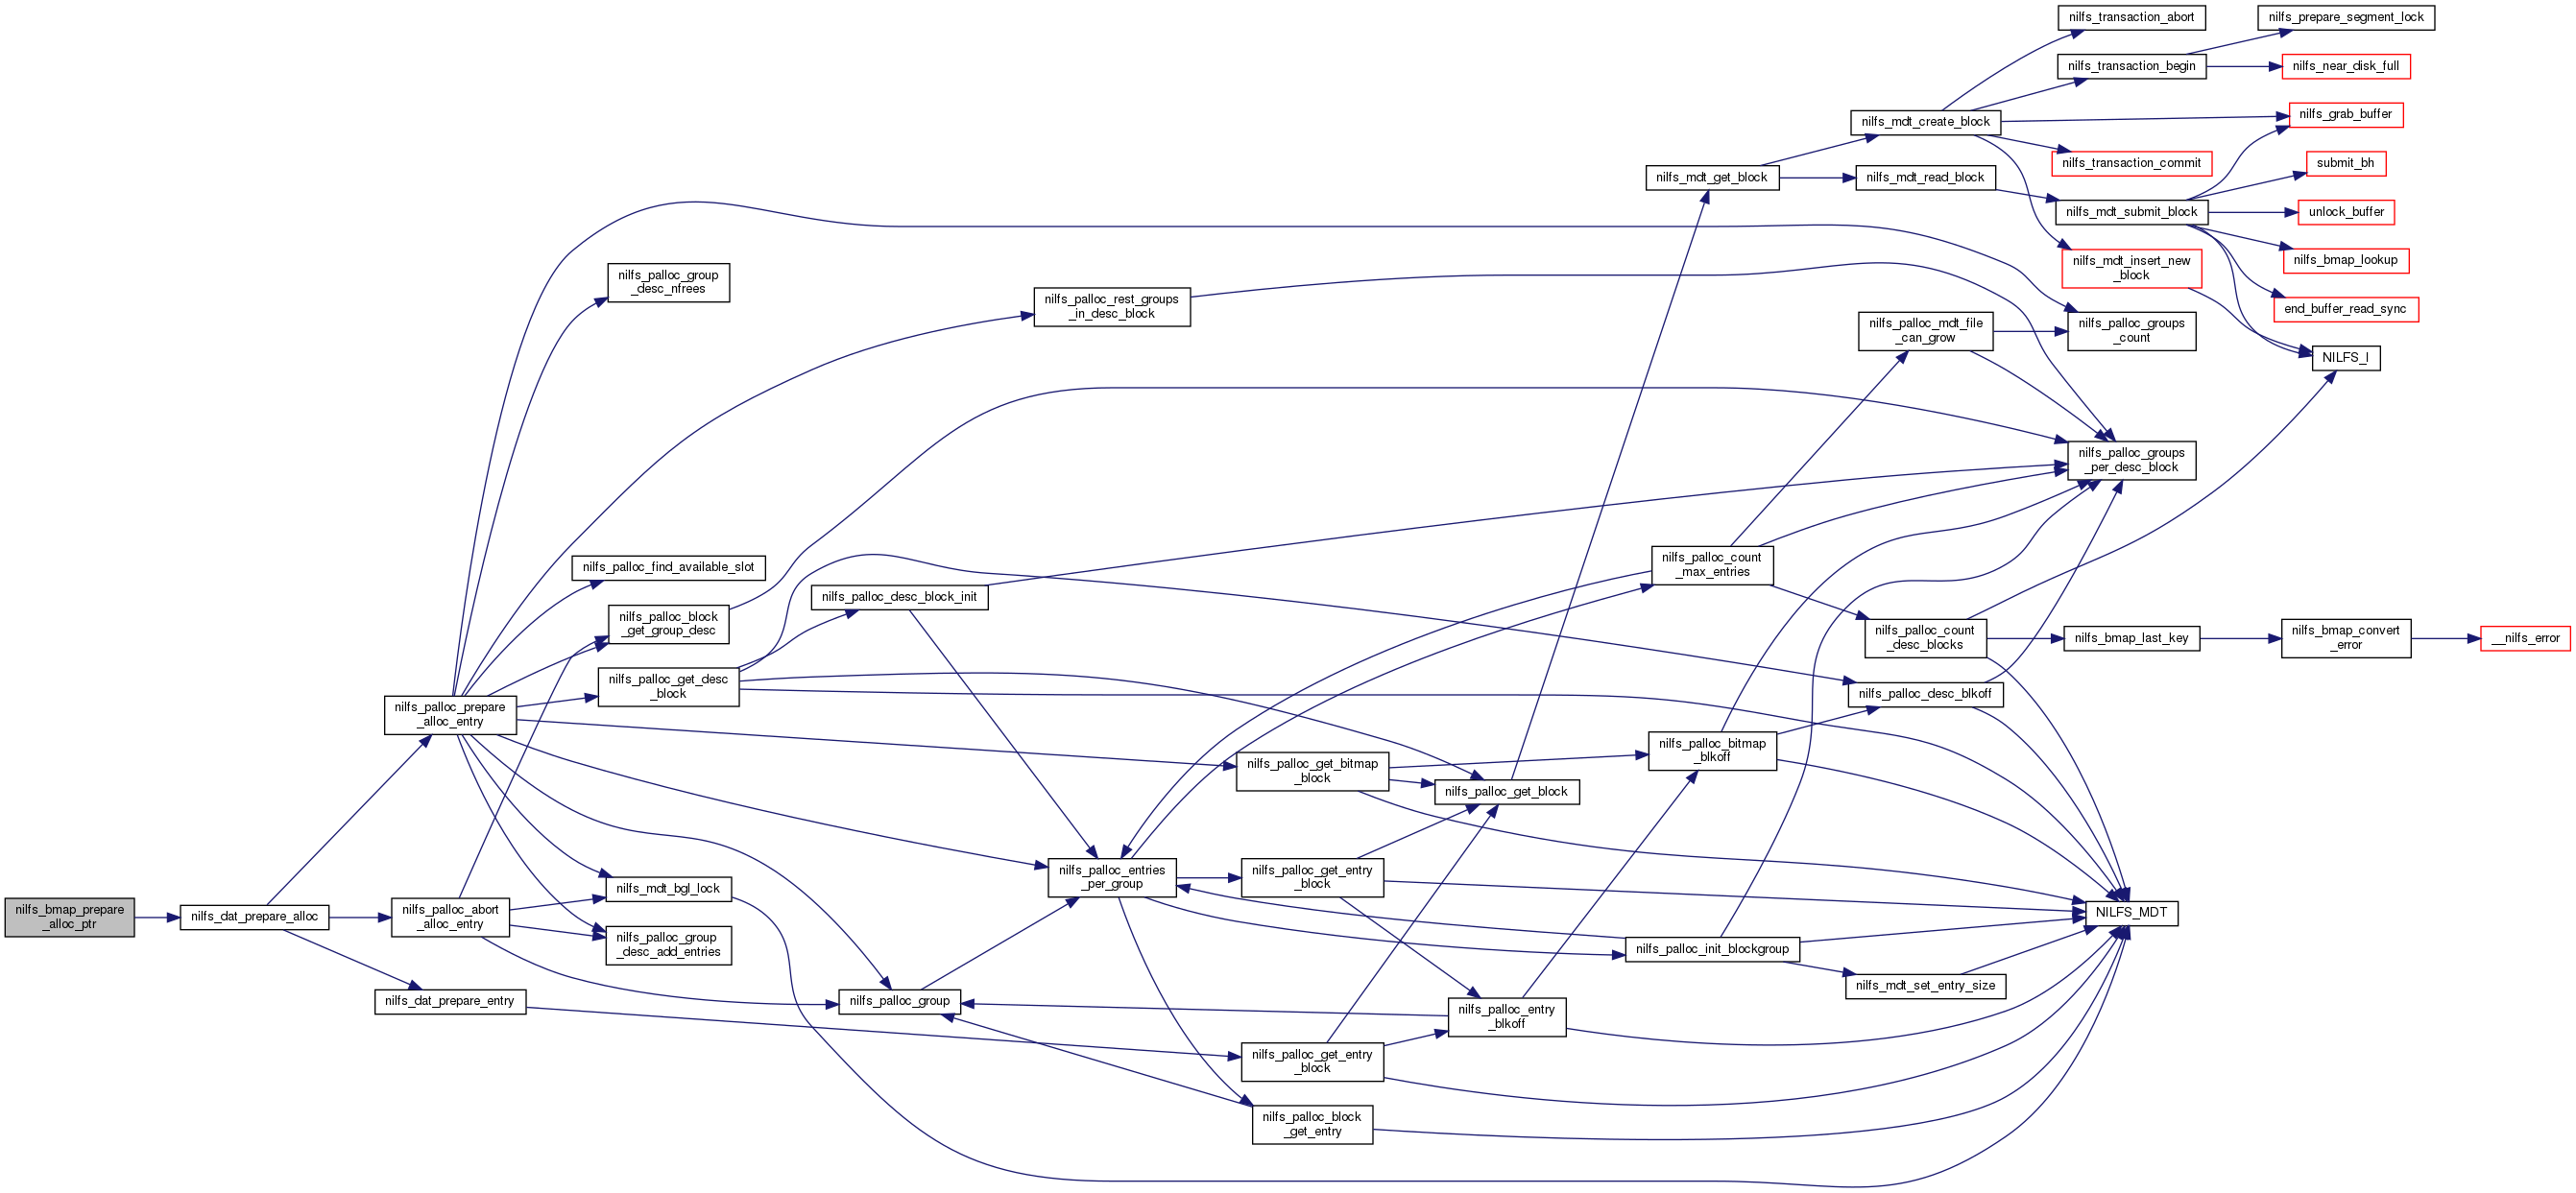 nilfs_bmap_prepare
_alloc_ptr
nilfs_dat_prepare_alloc
nilfs_palloc_prepare
_alloc_entry
nilfs_palloc_abort
_alloc_entry
nilfs_dat_prepare_entry
nilfs_palloc_group
_desc_nfrees
nilfs_palloc_find_available_slot
nilfs_palloc_block
_get_group_desc
nilfs_palloc_get_desc
_block
nilfs_mdt_bgl_lock
nilfs_palloc_group
_desc_add_entries
nilfs_palloc_desc_block_init
nilfs_palloc_group
nilfs_palloc_rest_groups
_in_desc_block
nilfs_palloc_entries
_per_group
nilfs_palloc_get_bitmap
_block
nilfs_palloc_get_entry
_block
nilfs_palloc_get_entry
_block
nilfs_palloc_block
_get_entry
nilfs_palloc_get_block
nilfs_palloc_entry
_blkoff
nilfs_mdt_get_block
nilfs_palloc_count
_max_entries
nilfs_palloc_bitmap
_blkoff
nilfs_palloc_init_blockgroup
nilfs_mdt_create_block
nilfs_mdt_read_block
nilfs_palloc_mdt_file
_can_grow
nilfs_palloc_count
_desc_blocks
nilfs_palloc_desc_blkoff
nilfs_mdt_set_entry_size
nilfs_transaction_abort
nilfs_transaction_begin
nilfs_transaction_commit
nilfs_mdt_submit_block
nilfs_mdt_insert_new
_block
nilfs_palloc_groups
_count
nilfs_palloc_groups
_per_desc_block
nilfs_bmap_last_key
NILFS_MDT
nilfs_prepare_segment_lock
nilfs_near_disk_full
nilfs_grab_buffer
submit_bh
unlock_buffer
nilfs_bmap_lookup
end_buffer_read_sync
NILFS_I
nilfs_bmap_convert
_error
__nilfs_error